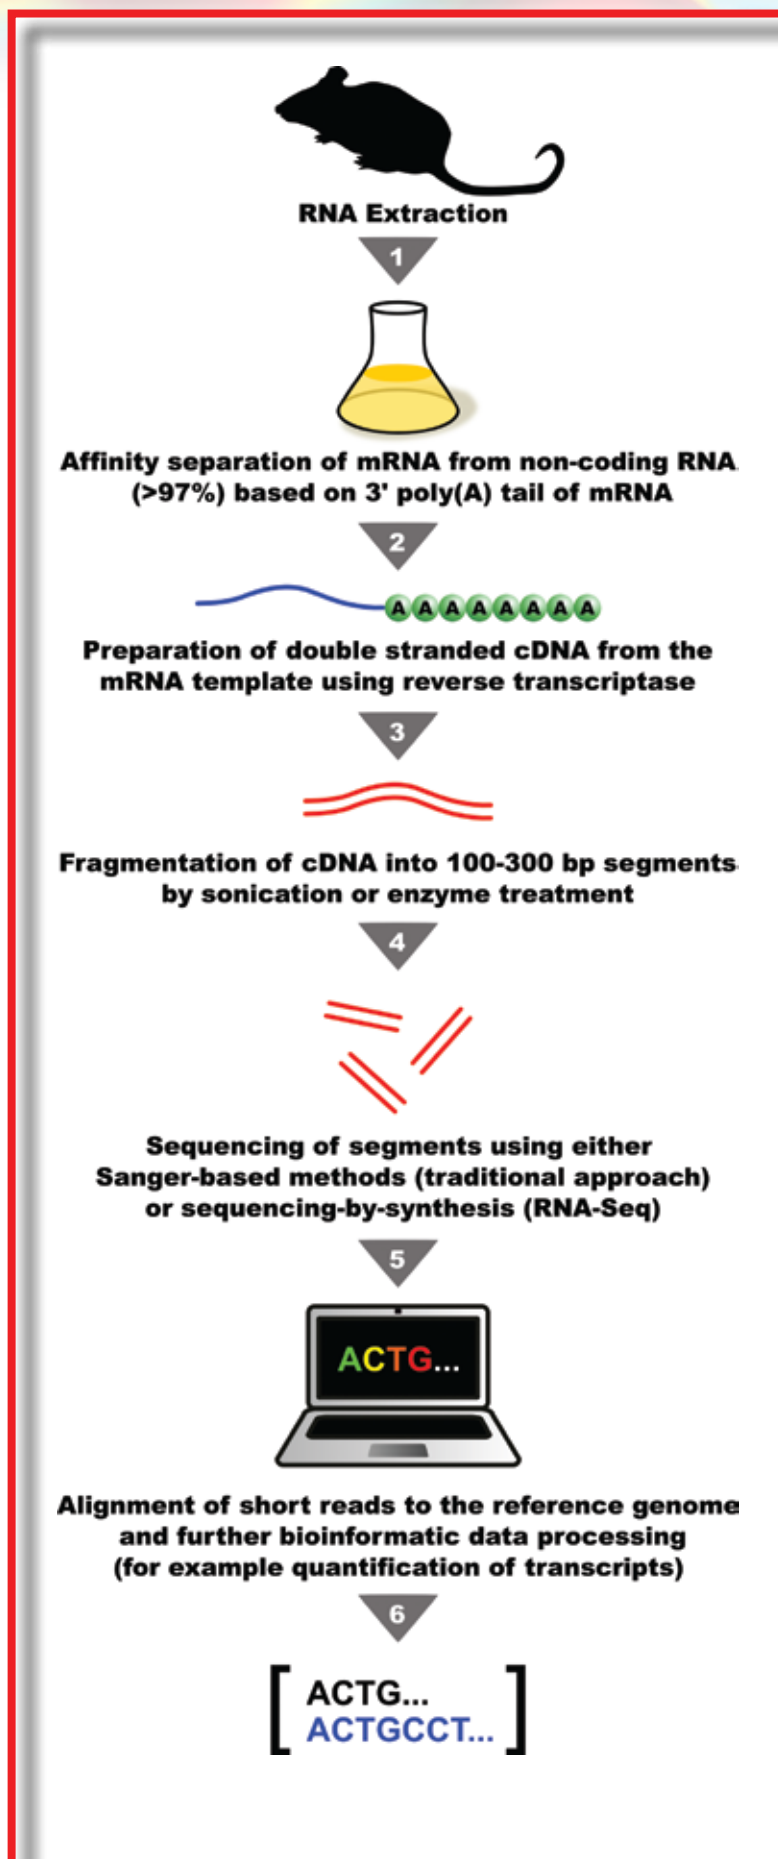 RNA Extraction
1
Affinity separation of mRNA from non-coding RNA
(>97%) based on 3' poly(A) tail of mRNA
2
A A A A A A A A
Preparation of double stranded cDNA from the
mRNA template using reverse transcriptase
3
Fragmentation of cDNA into 100-300 bp segments
by sonication or enzyme treatment
4
Sequencing of segments using either
Sanger-based methods (traditional approach)
or sequencing-by-synthesis (RNA-Seq)
5
ACTG...
Alignment of short reads to the reference genome
and further bioinformatic data processing
(for example quantification of transcripts)
6
[ ACTG...
ACTGCCT... ]